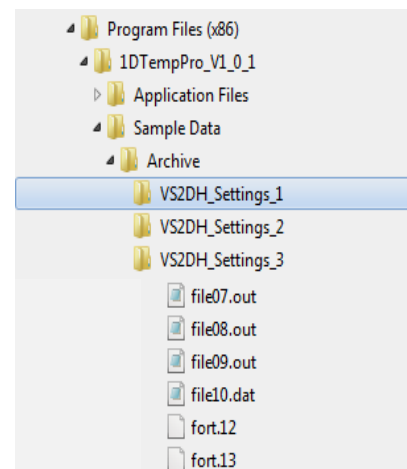 Program Files (x86)
1DTempPro_V1_0_1
Application Files
Sample Data
Archive
VS2DH_Settings_1
VS2DH_Settings_2
VS2DH_Settings_3
file07.out
file08.out
file09.out
file10.dat
fort.12
fort.13